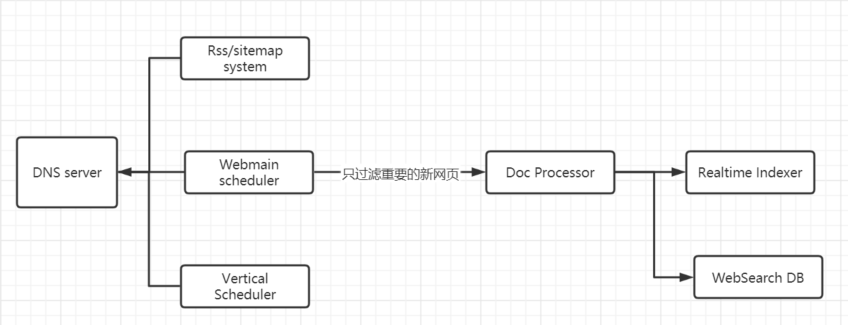 Rss/sitemap
system
DNS server
Webmain
scheduler
只过滤重要的新网页
Doc Processor
Realtime Indexer
Vertical
Scheduler
WebSearch DB